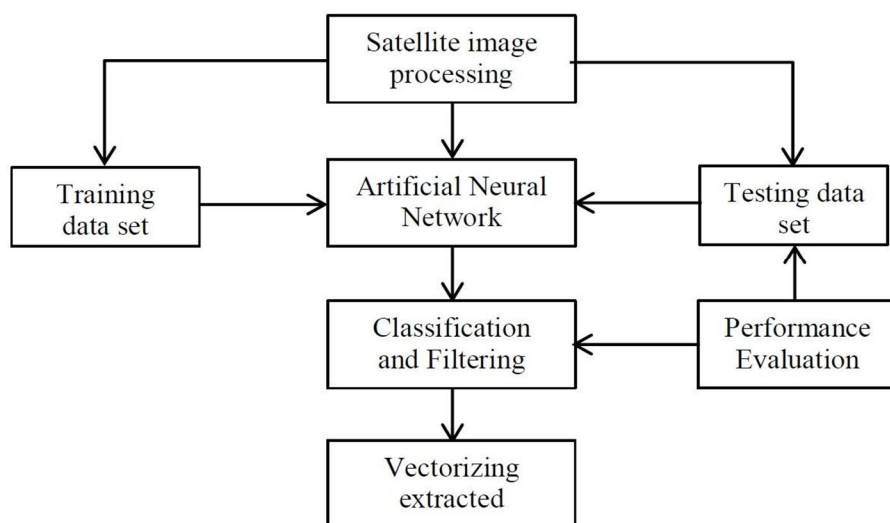 Satellite image
processing
Training
data set
Artificial Neural
Network
Testing data
set
Classification
and Filtering
Performance
Evaluation
Vectorizing
extracted